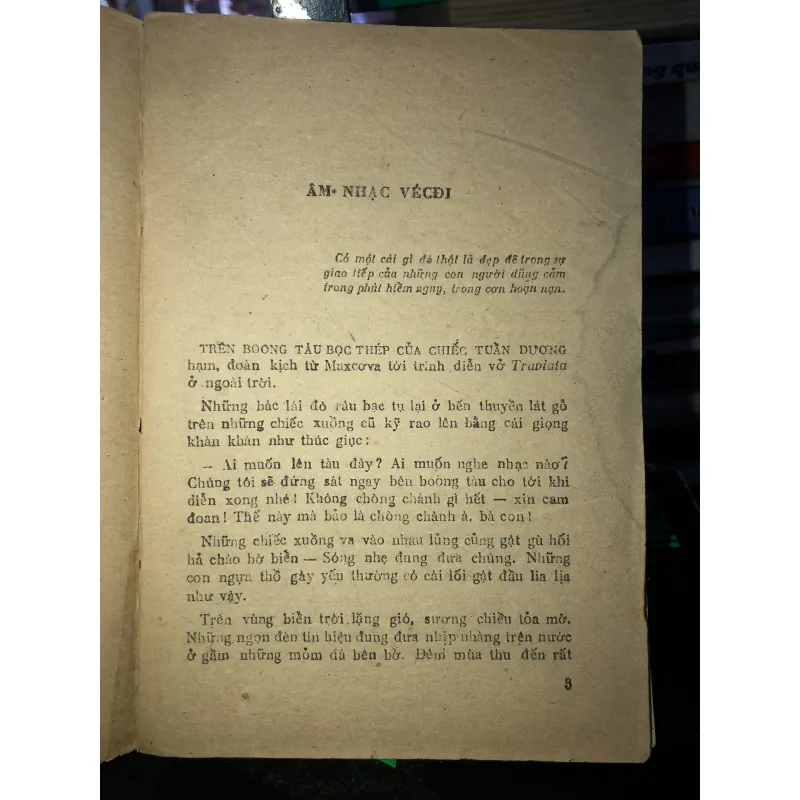 ÂM NHẠC VÉCĐI
Có một cái gì đó thật là đẹp đẽ trong sự
giao tiếp của những con người dũng cảm
trong phút hiểm nguy, trong cơn hoạn nạn.
TRÊN BOONG TÀU BỌC THÉP CỦA CHIẾC TUẦN DƯƠNG
hạm, đoàn kịch từ Maxcơva tới trình diễn vở Traviata
ở ngoài trời.
Những bác lái đò râu bạc tụ lại ở bến thuyền lát gỗ
trên những chiếc xuồng cũ kỹ rao lên bằng cái giọng
khàn khàn như thúc giục:
— Ai muốn lên tàu đây? Ai muốn nghe nhạc nào?
Chúng tôi sẽ đứng sát ngay bên boong tàu cho tới khi
diễn xong nhé! Không chòng chành gì hết — xin cam
đoan! Thế này mà bảo là chòng chành à, bà con!
Những chiếc xuồng va vào nhau lủng củng gật gù hối
hả chào bờ biển — Sóng nhẹ đung đưa chúng. Những
con ngựa thồ gày yếu thường có cái lối gật đầu lia lịa
như vậy.
Trên vùng biển trời lặng gió, sương chiều tỏa mờ.
Những ngọn đèn tín hiệu đung đưa nhịp nhàng trên nước
ở gầm những mỏm đá bên bờ. Đêm mùa thu đến rất
3